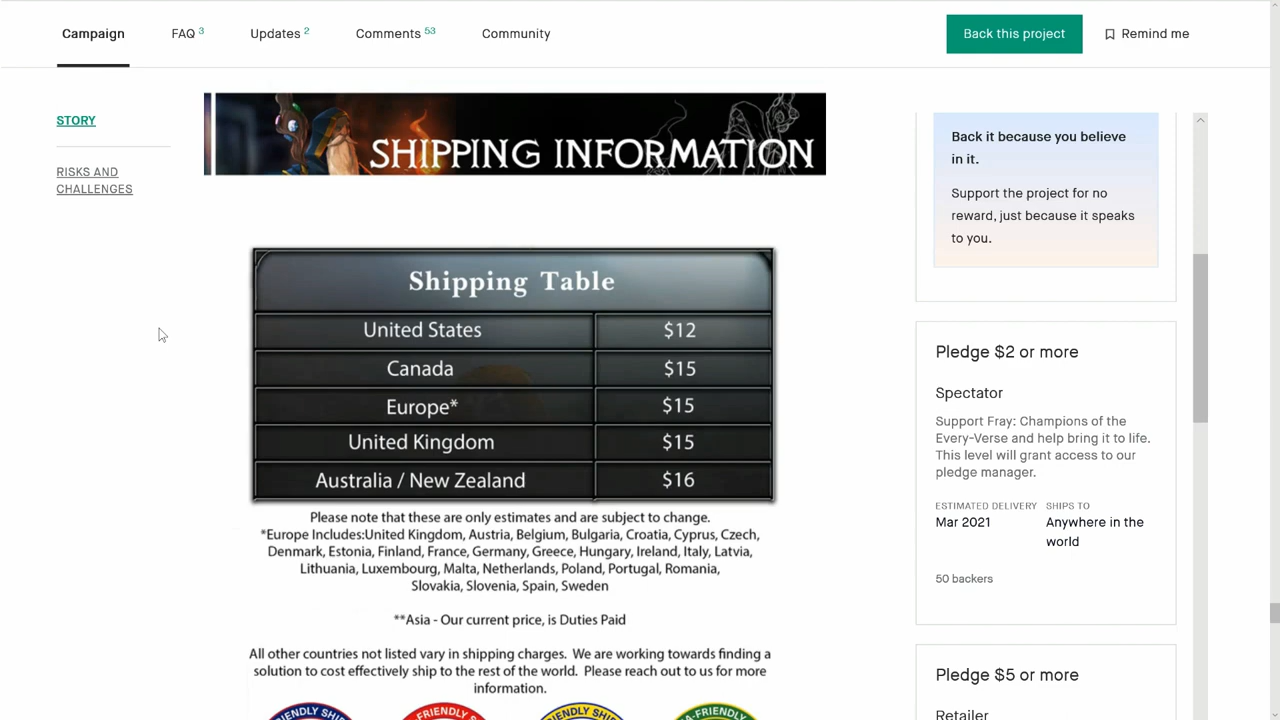 Campaign
FAQ 3
Updates 2
Comments 53
Community
Back this project
Remind me
STORY
RISKS AND
CHALLENGES
SHIPPING INFORMATION
Shipping Table
United States $12
Canada $15
Europe* $15
United Kingdom $15
Australia / New Zealand $16
Please note that these are only estimates and are subject to change.
*Europe Includes:United Kingdom, Austria, Belgium, Bulgaria, Croatia, Cyprus, Czech,
Denmark, Estonia, Finland, France, Germany, Greece, Hungary, Ireland, Italy, Latvia,
Lithuania, Luxembourg, Malta, Netherlands, Poland, Portugal, Romania,
Slovakia, Slovenia, Spain, Sweden
**Asia - Our current price, is Duties Paid
All other countries not listed vary in shipping charges. We are working towards finding a
solution to cost effectively ship to the rest of the world. Please reach out to us for more
information.
Back it because you believe
in it.
Support the project for no
reward, just because it speaks
to you.
Pledge $2 or more
Spectator
Support Fray: Champions of the
Every-Verse and help bring it to life.
This level will grant access to our
pledge manager.
ESTIMATED DELIVERY SHIPS TO
Mar 2021 Anywhere in the
world
50 backers
Pledge $5 or more
Retailer